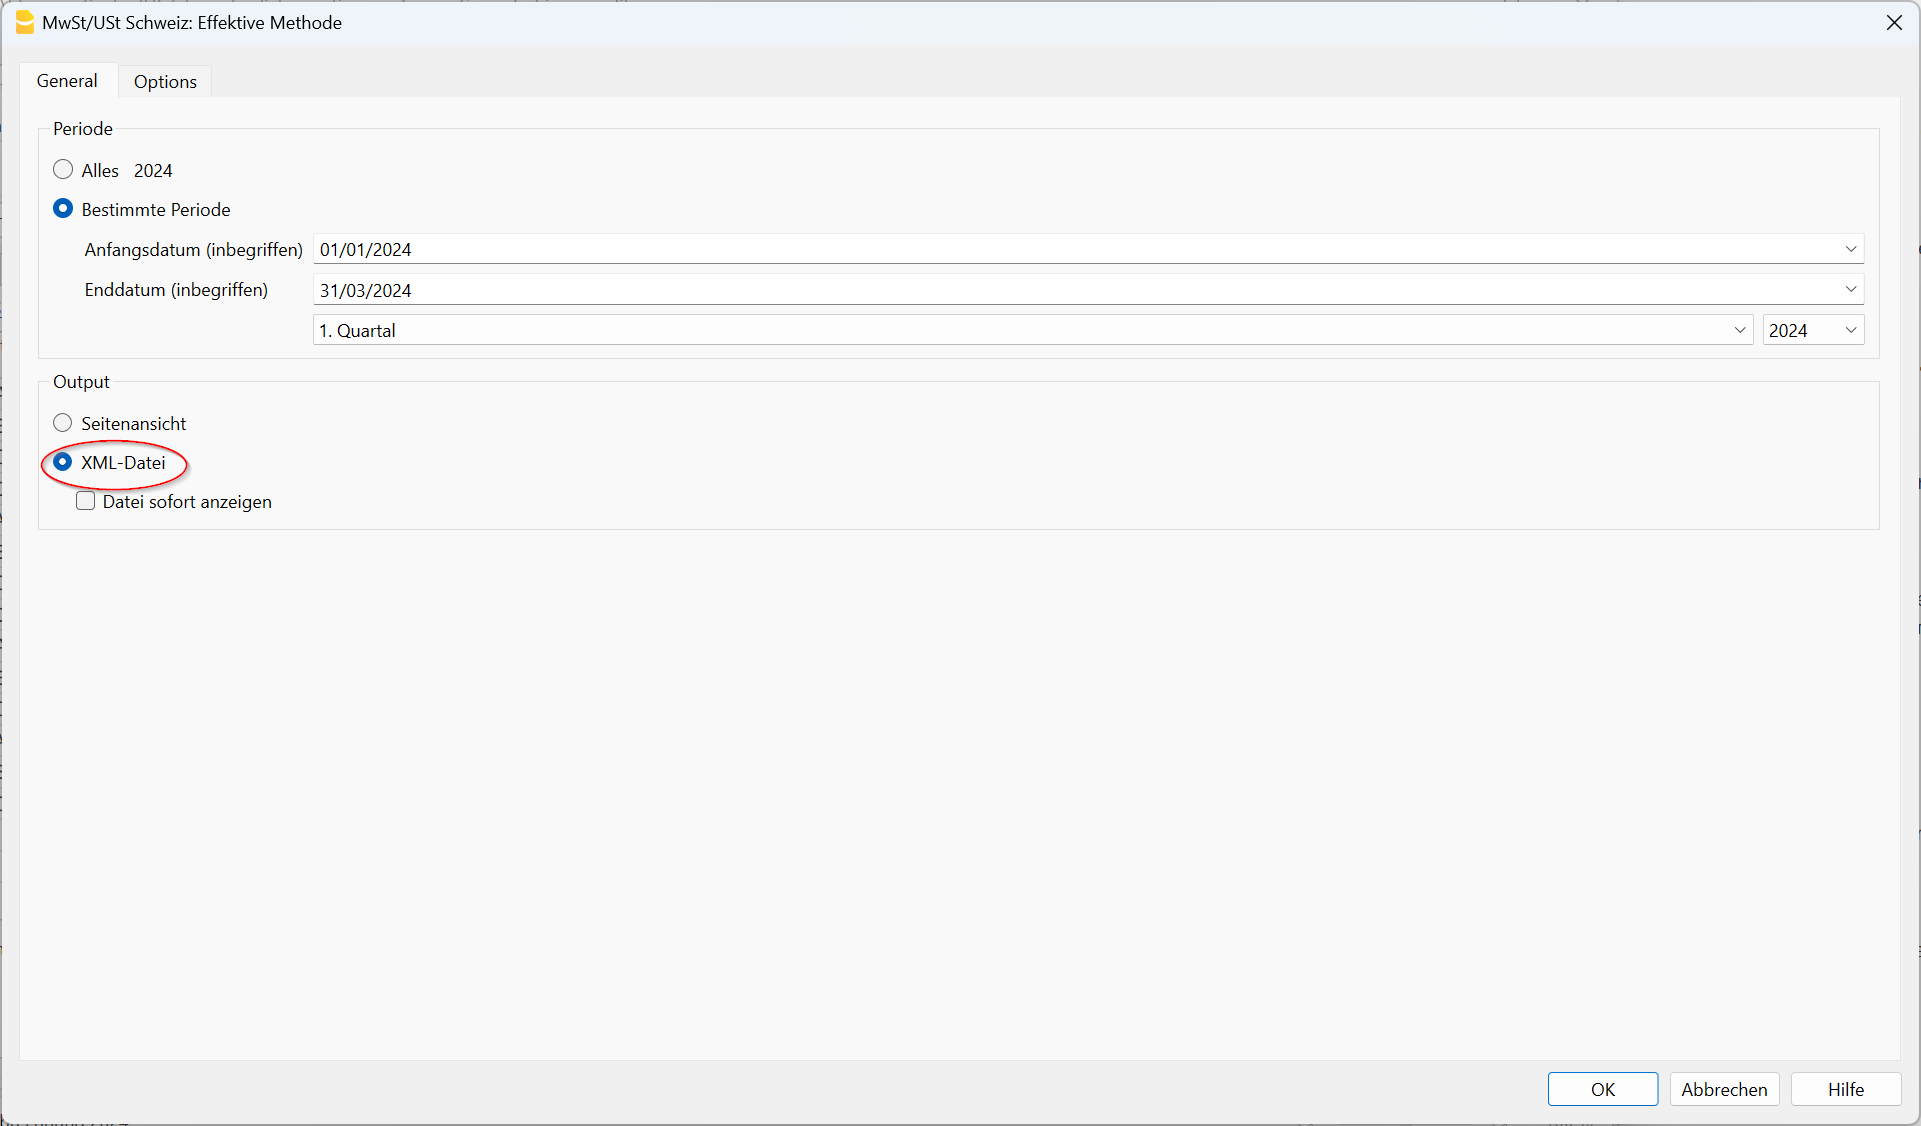 MwSt/USt Schweiz: Effektive Methode
General
Options
Periode
Alles 2024
Bestimmte Periode
Anfangsdatum (inbegriffen) 01/01/2024
Enddatum (inbegriffen) 31/03/2024
1. Quartal 2024
Output
Seitenansicht
XML-Datei
Datei sofort anzeigen
OK
Abbrechen
Hilfe